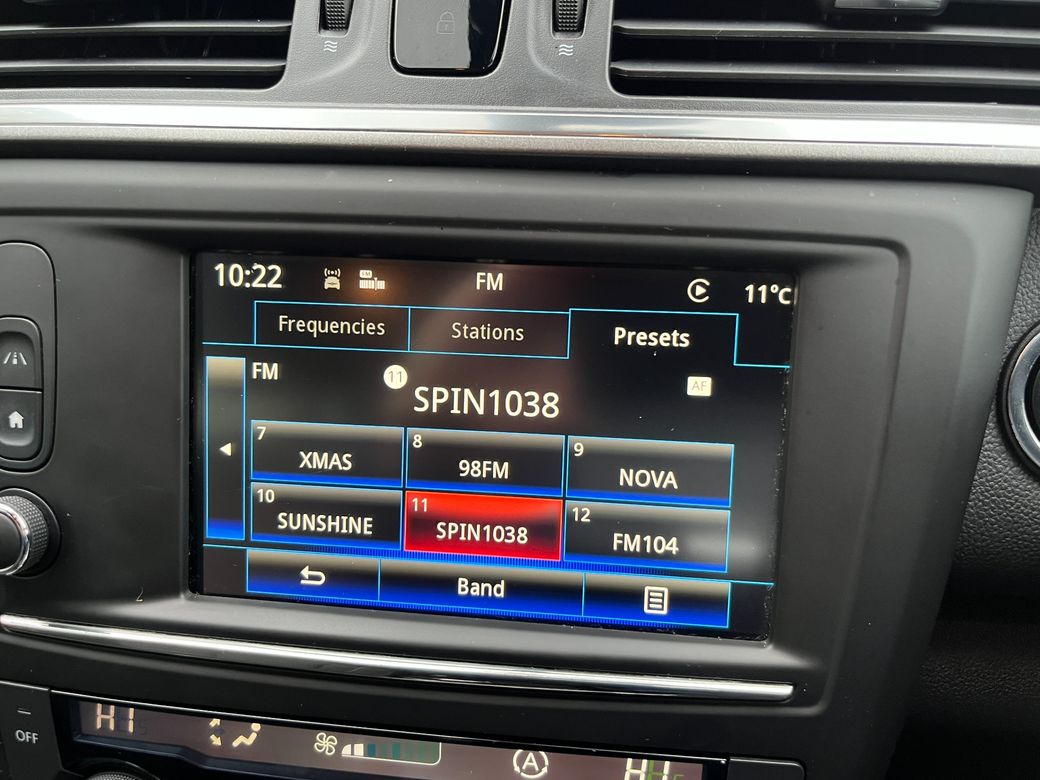 10:22 FM 11°C
Frequencies Stations Presets
FM 11 AF
SPIN1038
7 XMAS
8 98FM
9 NOVA
10 SUNSHINE
11 SPIN1038
12 FM104
Band
HI
OFF
A